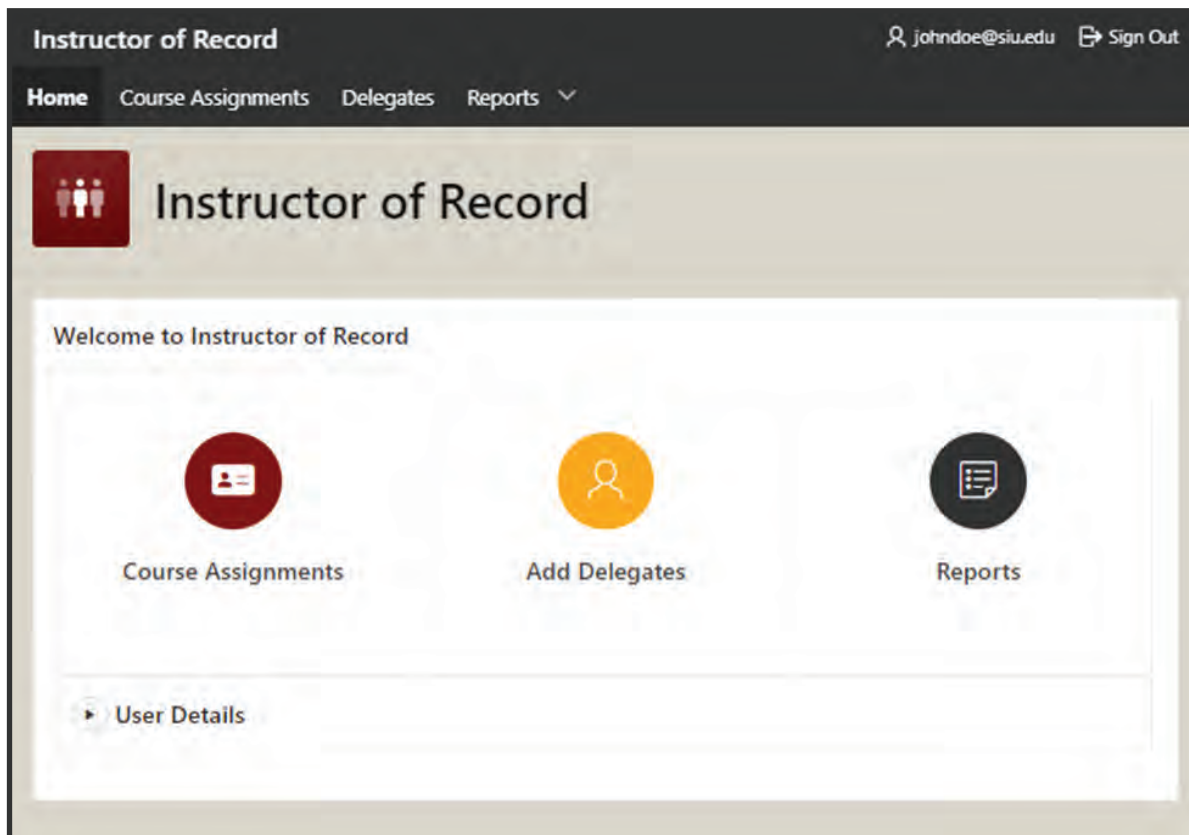 Instructor of Record
johndoe@siu.edu Sign Out
Home Course Assignments Delegates Reports
Instructor of Record
Welcome to Instructor of Record
Course Assignments Add Delegates Reports
User Details